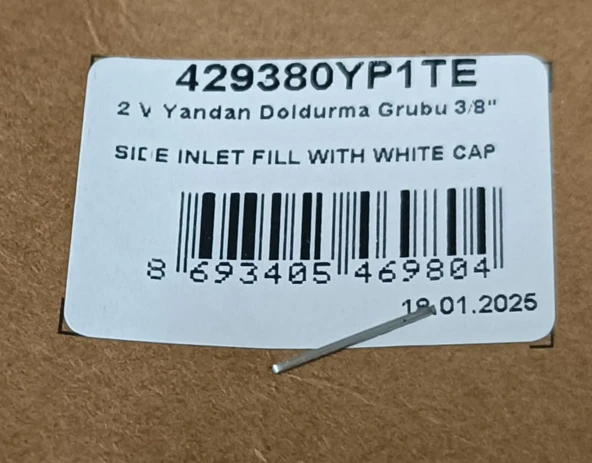 429380YP1TE
2 V Yandan Doldurma Grubu 3/8"
SIDE INLET FILL WITH WHITE CAP
8 693405 469804
18.01.2025